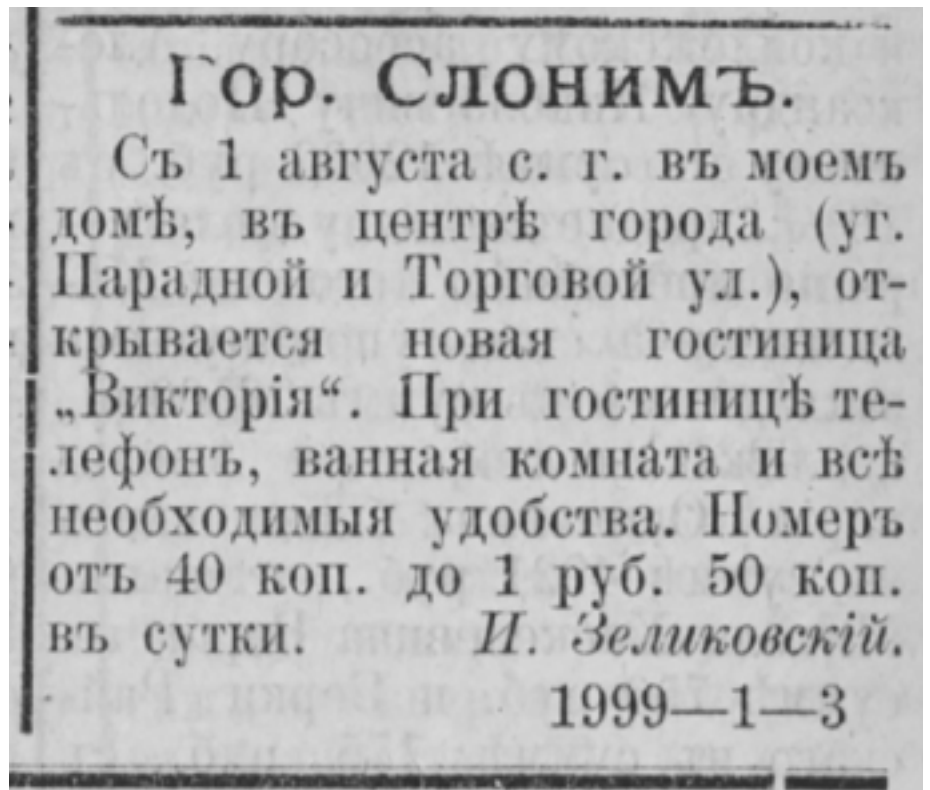 Гор. Слонимъ.
Съ 1 августа с. г. въ моемъ
домѣ, въ центрѣ города (уг.
Парадной и Торговой ул.), от-
крывается новая гостиница
„Викторія“. При гостиницѣ те-
лефонъ, ванная комната и всѣ
необходимыя удобства. Номеръ
отъ 40 коп. до 1 руб. 50 коп.
въ сутки. И. Зеликовскій.
1999—1—3